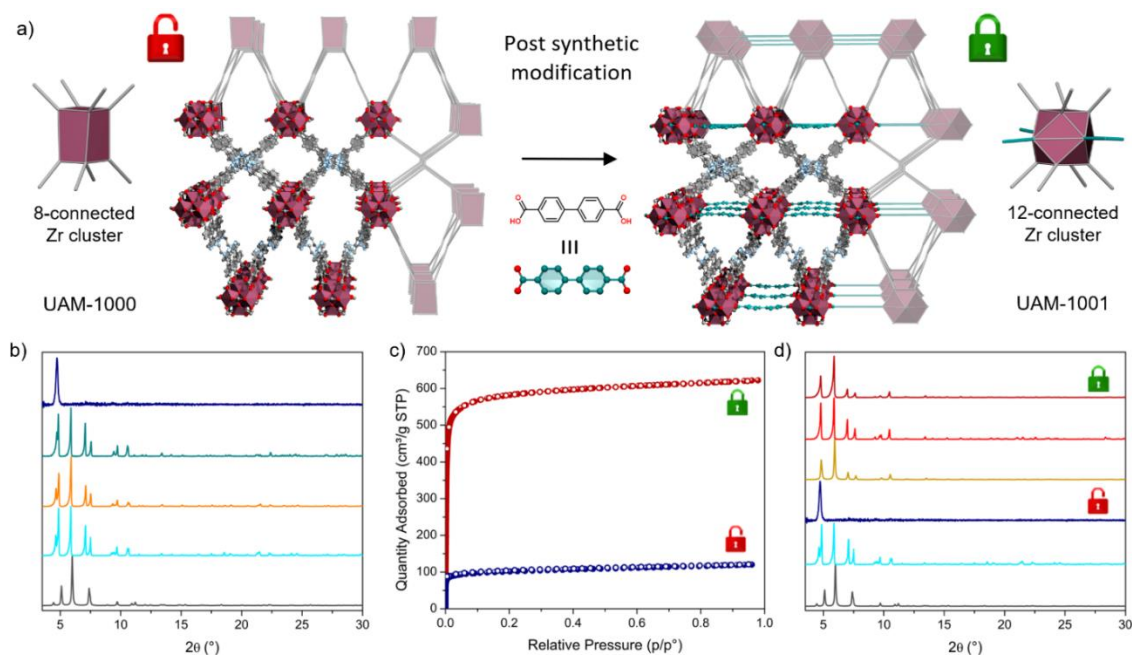 a)
Post synthetic
modification
8-connected
Zr cluster
UAM-1000
O
OH
O
HO
12-connected
Zr cluster
UAM-1001
b)
5 10 15 20 25 30
2θ (°)
c)
Quantity Adsorbed (cm³/g STP)
700
600
500
400
300
200
100
0
0.0 0.2 0.4 0.6 0.8 1.0
Relative Pressure (p/p°)
d)
5 10 15 20 25 30
2θ (°)